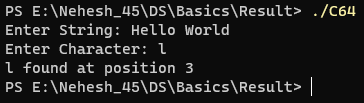 PS E:\Nehesh_45\DS\Basics\Result> ./C64
Enter String: Hello World
Enter Character: l
l found at position 3
PS E:\Nehesh_45\DS\Basics\Result>